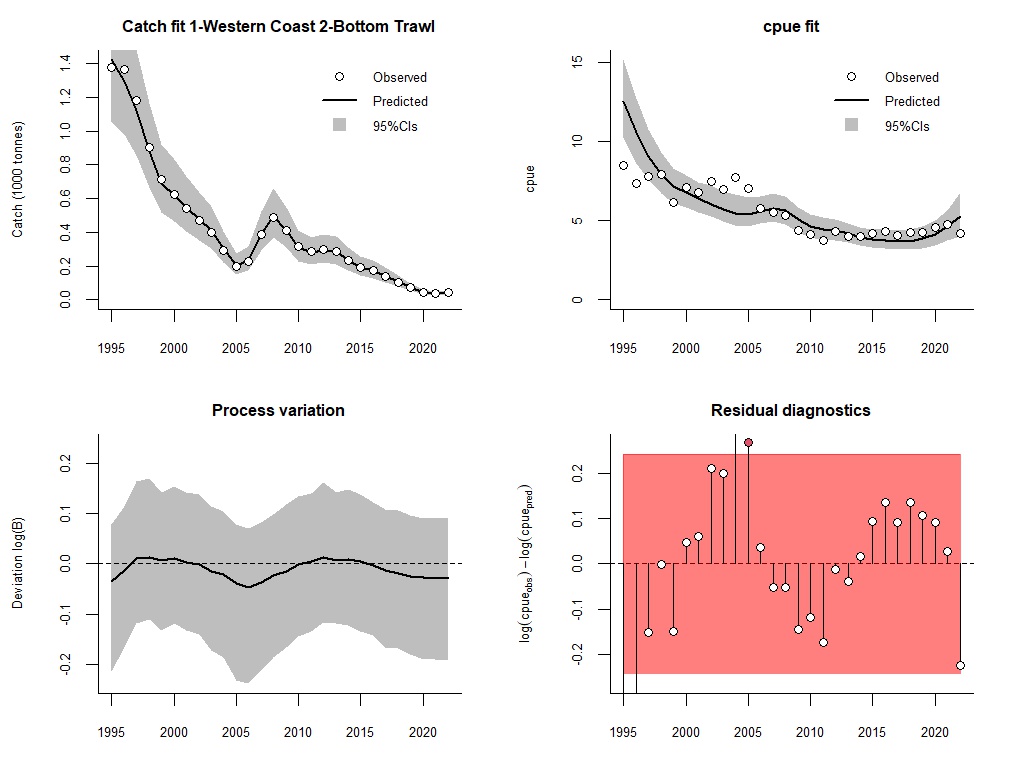 Catch fit 1-Western Coast 2-Bottom Trawl
Catch (1000 tonnes)
1.4
1.2
1.0
0.8
0.6
0.4
0.2
0.0
Observed
Predicted
95%CIs
1995 2000 2005 2010 2015 2020
cpue fit
cpue
15
10
5
0
Observed
Predicted
95%CIs
1995 2000 2005 2010 2015 2020
Process variation
Deviation log(B)
0.2
0.1
0.0
-0.1
-0.2
1995 2000 2005 2010 2015 2020
Residual diagnostics
log(cpue_obs) − log(cpue_pred)
0.2
0.1
0.0
-0.1
-0.2
1995 2000 2005 2010 2015 2020